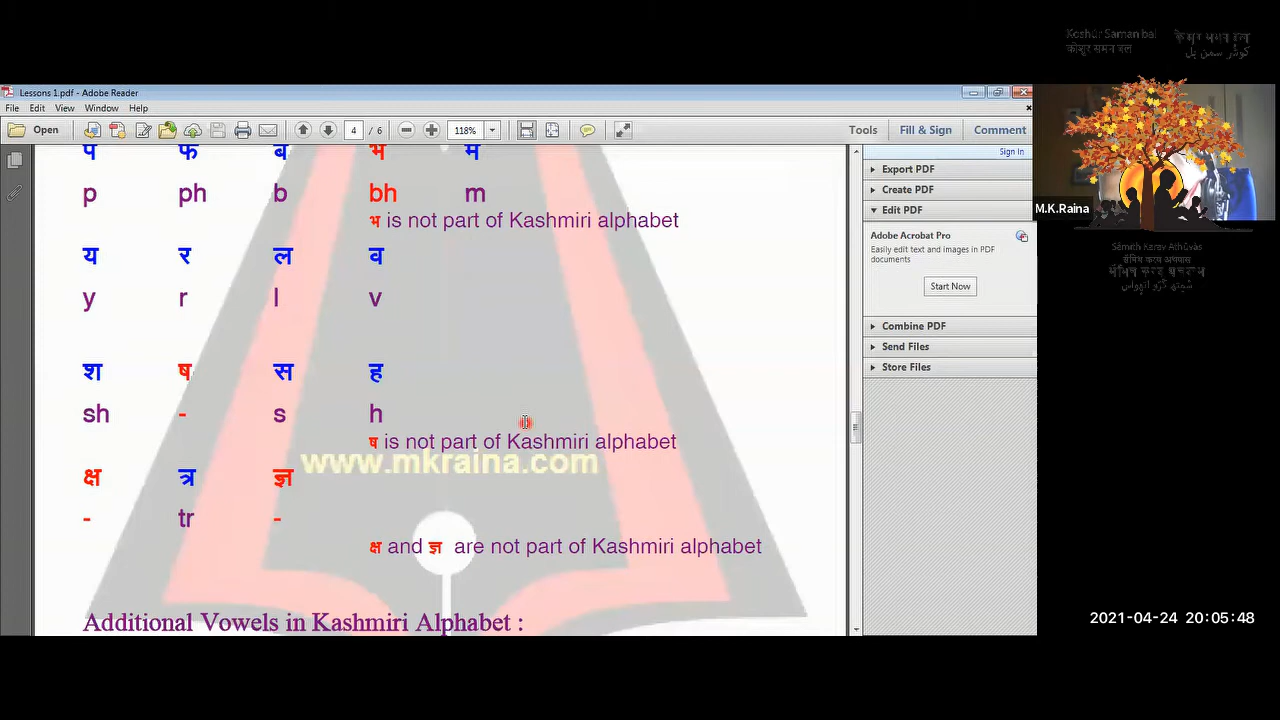 Koshur Saman bal
कौशुर समन बल
Lessons 1.pdf - Adobe Reader
File Edit View Window Help
Open 4 / 6 118% Tools Fill & Sign Comment
Sign In
Export PDF
Create PDF
Edit PDF
Adobe Acrobat Pro
Easily edit text and images in PDF
documents
Start Now
Combine PDF
Send Files
Store Files
M.K.Raina
प फ ब भ म
p ph b bh m
भ is not part of Kashmiri alphabet
य र ल व
y r l v
श ष स ह
sh - s h
ष is not part of Kashmiri alphabet
www.mkraina.com
क्ष त्र ज्ञ
- tr -
क्ष and ज्ञ are not part of Kashmiri alphabet
Additional Vowels in Kashmiri Alphabet :
2021-04-24 20:05:48